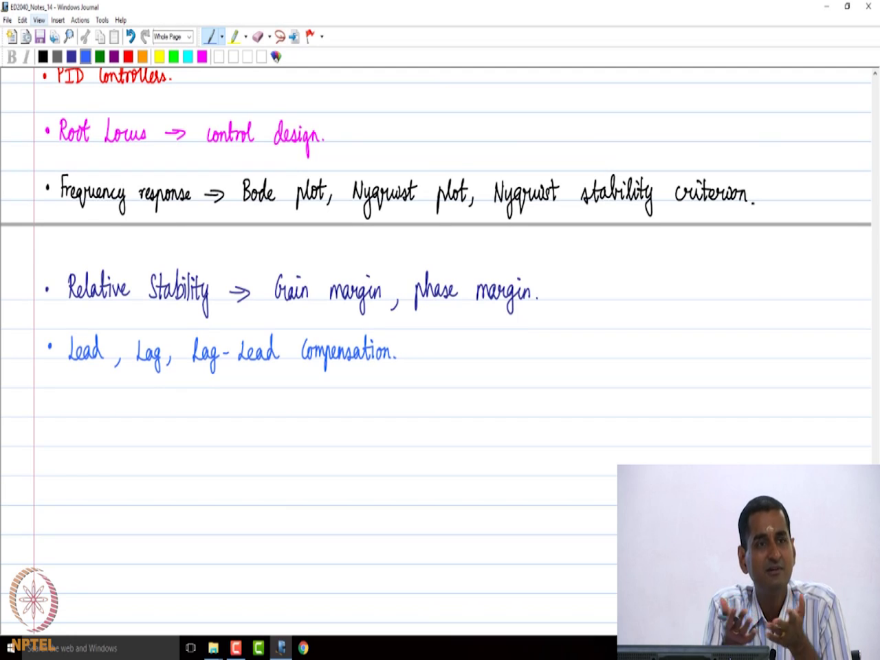 ED2040_Notes_14 - Windows Journal
File Edit View Insert Actions Tools Help
Whole Page
B I
• PID Controllers.
• Root Locus → control design.
• Frequency response ⇒ Bode plot, Nyquist plot, Nyquist stability criterion.
• Relative Stability ⇒ Gain margin, phase margin.
• Lead, Lag, Lag-Lead Compensation.
NPTEL
the web and Windows